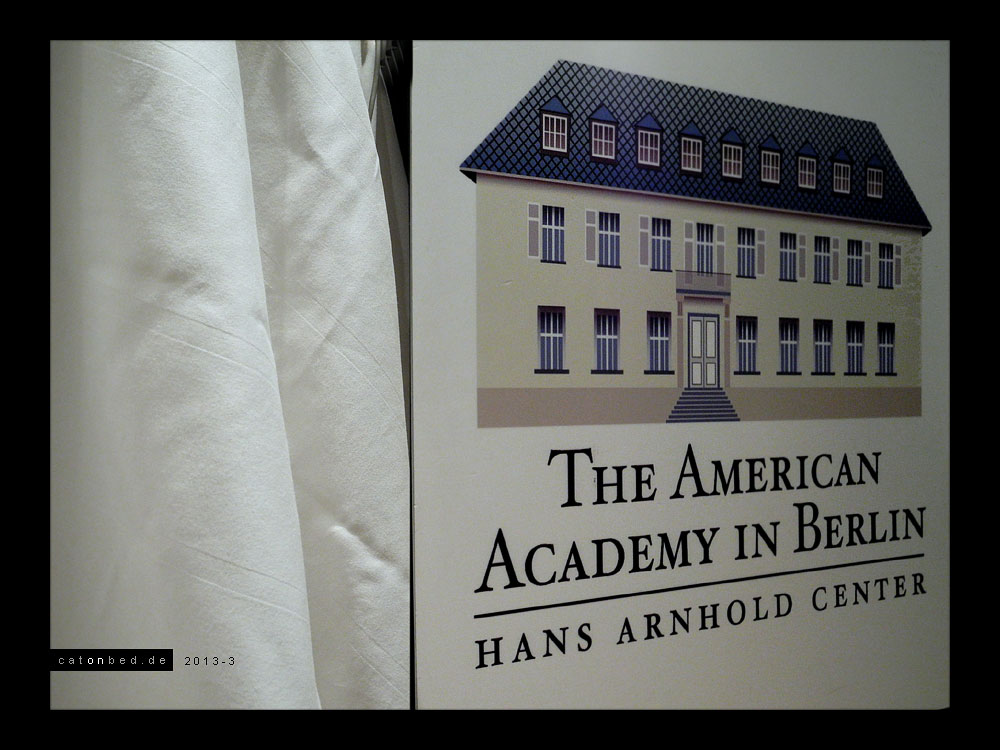 THE AMERICAN
ACADEMY IN BERLIN
HANS ARNHOLD CENTER
catonbed.de 2013-3